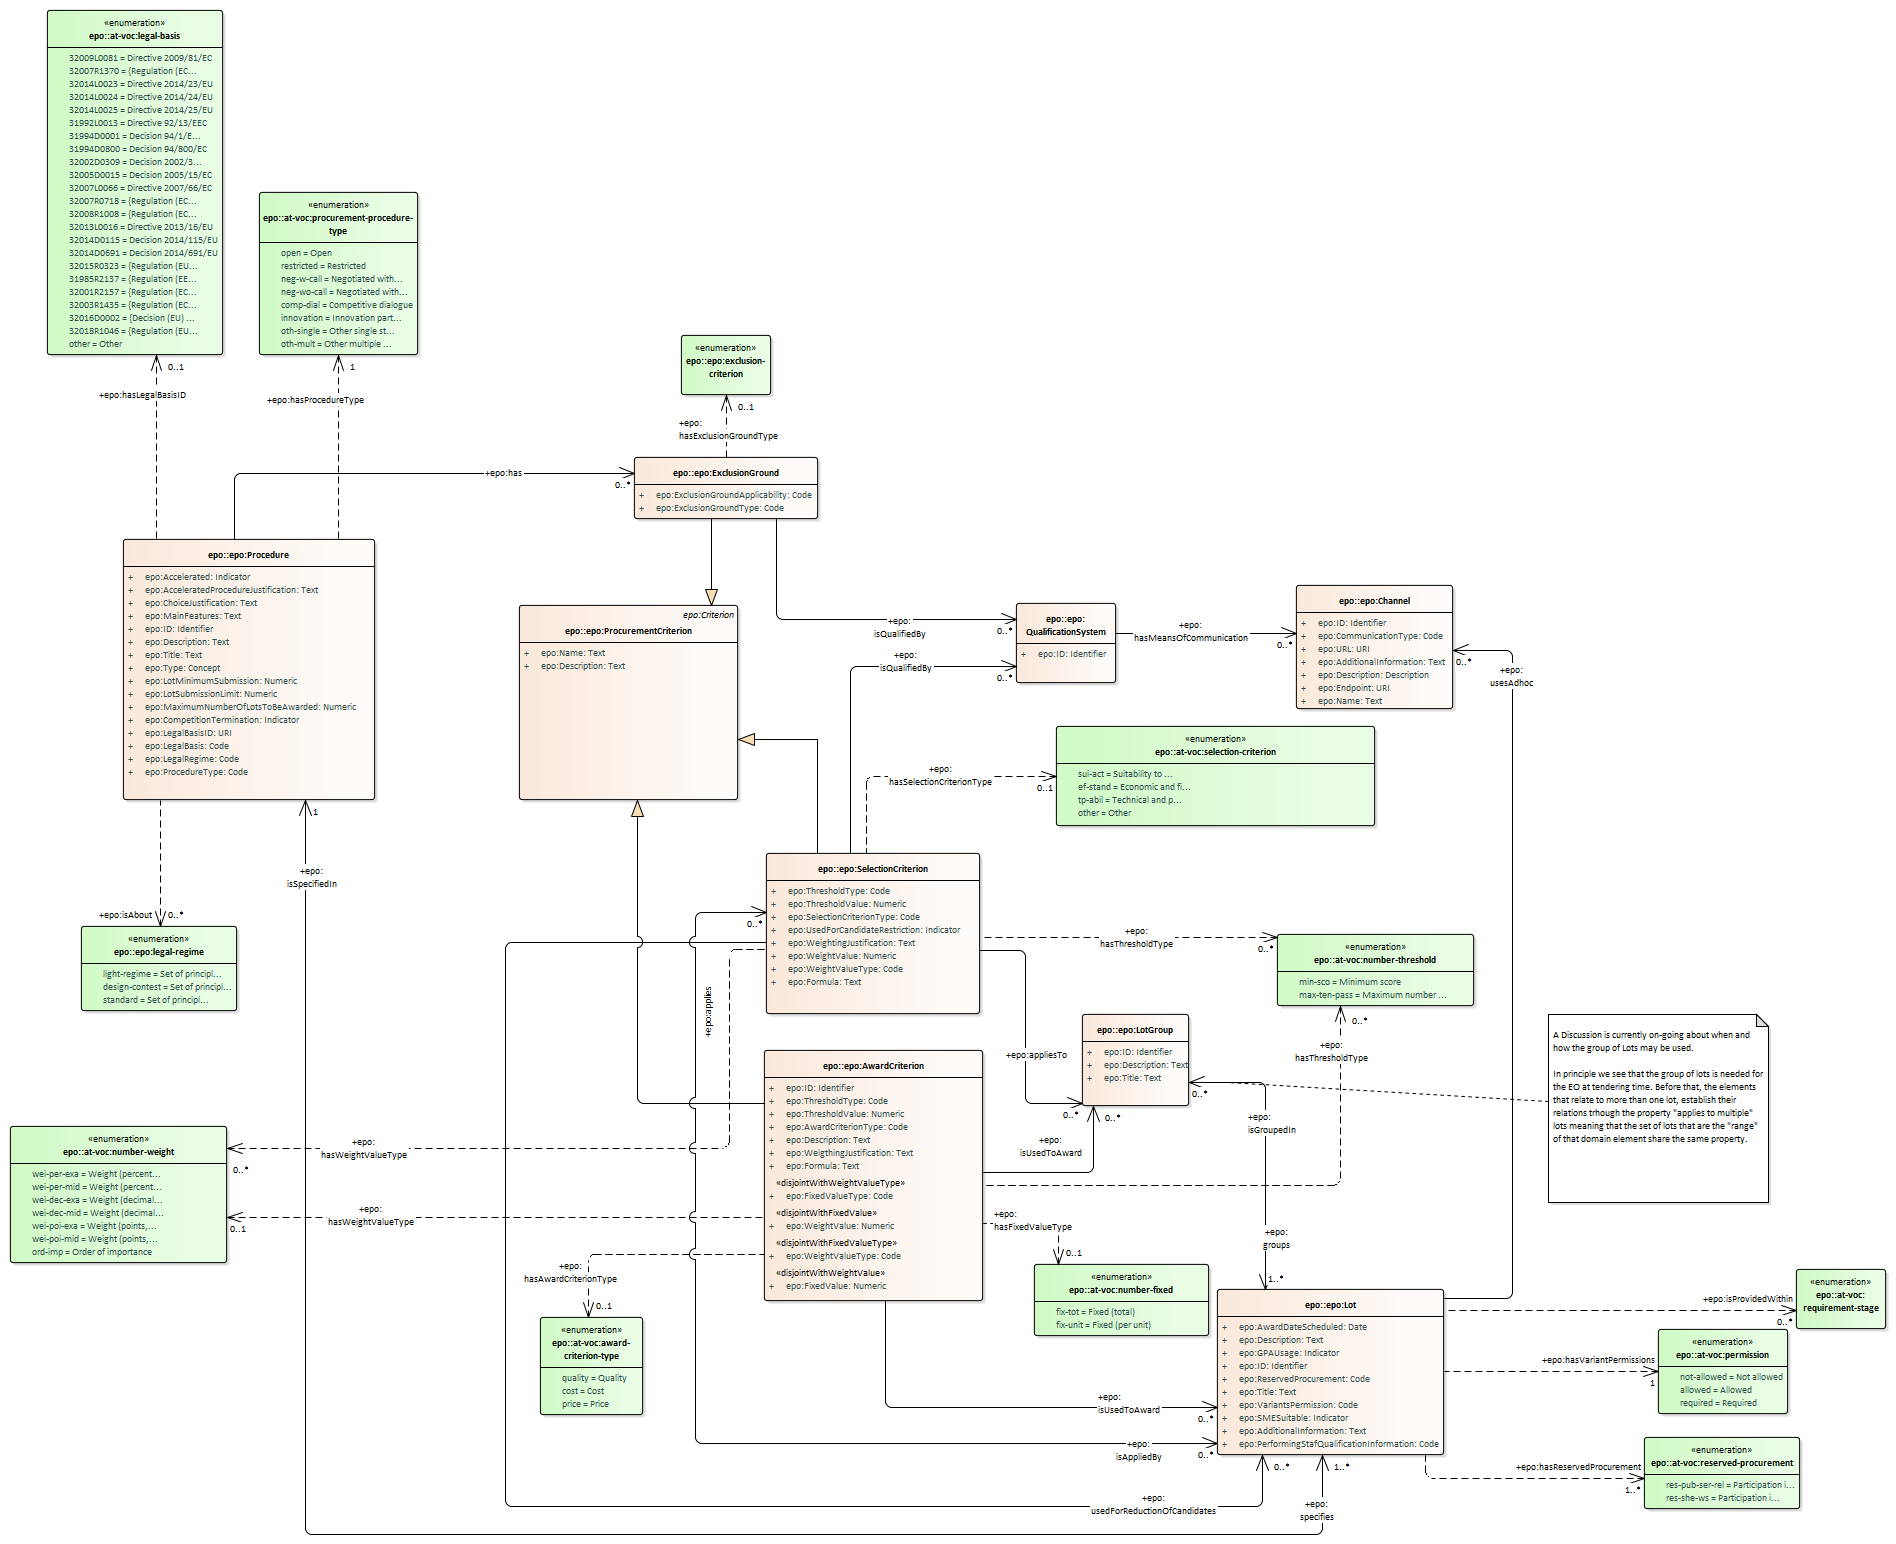 «enumeration»
epo::at-voc:legal-basis
32009L0081 = Directive 2009/81/EC
32007R1370 = {Regulation (EC...
32014L0023 = Directive 2014/23/EU
32014L0024 = Directive 2014/24/EU
32014L0025 = Directive 2014/25/EU
31992L0013 = Directive 92/13/EEC
31994D0001 = Decision 94/1/E...
31994D0800 = Decision 94/800/EC
32002D0309 = Decision 2002/3...
32005D0015 = Decision 2005/15/EC
32007L0066 = Directive 2007/66/EC
32007R0718 = {Regulation (EC...
32008R1008 = {Regulation (EC...
32013L0016 = Directive 2013/16/EU
32014D0115 = Decision 2014/115/EU
32014D0691 = Decision 2014/691/EU
32015R0323 = {Regulation (EU...
31985R2137 = {Regulation (EE...
32001R2157 = {Regulation (EC...
32003R1435 = {Regulation (EC...
32016D0002 = {Decision (EU) ...
32018R1046 = {Regulation (EU...
other = Other
«enumeration»
epo::at-voc:procurement-procedure-
type
open = Open
restricted = Restricted
neg-w-call = Negotiated with...
neg-wo-call = Negotiated with...
comp-dial = Competitive dialogue
innovation = Innovation part...
oth-single = Other single st...
oth-mult = Other multiple ...
0..1
+epo:hasLegalBasisID
1
+epo:hasProcedureType
«enumeration»
epo::epo:exclusion-
criterion
0..1
+epo:
hasExclusionGroundType
+epo:has
0..*
epo::epo:ExclusionGround
+ epo:ExclusionGroundApplicability: Code
+ epo:ExclusionGroundType: Code
epo::epo:Procedure
+ epo:Accelerated: Indicator
+ epo:AcceleratedProcedureJustification: Text
+ epo:ChoiceJustification: Text
+ epo:MainFeatures: Text
+ epo:ID: Identifier
+ epo:Description: Text
+ epo:Title: Text
+ epo:Type: Concept
+ epo:LotMinimumSubmission: Numeric
+ epo:LotSubmissionLimit: Numeric
+ epo:MaximumNumberOfLotsToBeAwarded: Numeric
+ epo:CompetitionTermination: Indicator
+ epo:LegalBasisID: URI
+ epo:LegalBasis: Code
+ epo:LegalRegime: Code
+ epo:ProcedureType: Code
epo:Criterion
epo::epo:ProcurementCriterion
+ epo:Name: Text
+ epo:Description: Text
+epo:
isQualifiedBy
0..*
+epo:
isQualifiedBy
0..*
epo::epo:
QualificationSystem
+ epo:ID: Identifier
+epo:
hasMeansOfCommunication
0..*
epo::epo:Channel
+ epo:ID: Identifier
+ epo:CommunicationType: Code
+ epo:URL: URI
+ epo:AdditionalInformation: Text
+ epo:Description: Description
+ epo:Endpoint: URI
+ epo:Name: Text
0..*
+epo:
usesAdhoc
«enumeration»
epo::at-voc:selection-criterion
sui-act = Suitability to ...
ef-stand = Economic and fi...
tp-abil = Technical and p...
other = Other
+epo:
hasSelectionCriterionType
0..1
1
+epo:
isSpecifiedIn
+epo:isAbout
0..*
«enumeration»
epo::epo:legal-regime
light-regime = Set of principl...
design-contest = Set of principl...
standard = Set of principl...
epo::epo:SelectionCriterion
+ epo:ThresholdType: Code
+ epo:ThresholdValue: Numeric
+ epo:SelectionCriterionType: Code
+ epo:UsedForCandidateRestriction: Indicator
+ epo:WeightingJustification: Text
+ epo:WeightValue: Numeric
+ epo:WeightValueType: Code
+ epo:Formula: Text
0..*
+epo:applies
+epo:
hasThresholdType
0..*
«enumeration»
epo::at-voc:number-threshold
min-sco = Minimum score
max-ten-pass = Maximum number ...
0..*
+epo:
hasThresholdType
epo::epo:LotGroup
+ epo:ID: Identifier
+ epo:Description: Text
+ epo:Title: Text
+epo:appliesTo
0..*
0..*
+epo:
isUsedToAward
0..*
+epo:
isGroupedIn
A Discussion is currently on-going about when and
how the group of Lots may be used.
In principle we see that the group of lots is needed for
the EO at tendering time. Before that, the elements
that relate to more than one lot, establish their
relations trhough the property "applies to multiple"
lots meaning that the set of lots that are the "range"
of that domain element share the same property.
epo::epo:AwardCriterion
+ epo:ID: Identifier
+ epo:ThresholdType: Code
+ epo:ThresholdValue: Numeric
+ epo:AwardCriterionType: Code
+ epo:Description: Text
+ epo:WeigthingJustification: Text
+ epo:Formula: Text
«disjointWithWeightValueType»
+ epo:FixedValueType: Code
«disjointWithFixedValue»
+ epo:WeightValue: Numeric
«disjointWithFixedValueType»
+ epo:WeightValueType: Code
«disjointWithWeightValue»
+ epo:FixedValue: Numeric
«enumeration»
epo::at-voc:number-weight
wei-per-exa = Weight (percent...
wei-per-mid = Weight (percent...
wei-dec-exa = Weight (decimal...
wei-dec-mid = Weight (decimal...
wei-poi-exa = Weight (points,...
wei-poi-mid = Weight (points,...
ord-imp = Order of importance
+epo:
hasWeightValueType
0..*
+epo:
hasWeightValueType
0..1
+epo:
hasAwardCriterionType
0..1
«enumeration»
epo::at-voc:award-
criterion-type
quality = Quality
cost = Cost
price = Price
+epo:
hasFixedValueType
0..1
«enumeration»
epo::at-voc:number-fixed
fix-tot = Fixed (total)
fix-unit = Fixed (per unit)
+epo:
groups
1..*
epo::epo:Lot
+ epo:AwardDateScheduled: Date
+ epo:Description: Text
+ epo:GPAUsage: Indicator
+ epo:ID: Identifier
+ epo:ReservedProcurement: Code
+ epo:Title: Text
+ epo:VariantsPermission: Code
+ epo:SMESuitable: Indicator
+ epo:AdditionalInformation: Text
+ epo:PerformingStafQualificationInformation: Code
+epo:isProvidedWithin
0..*
«enumeration»
epo::at-voc:
requirement-stage
+epo:hasVariantPermissions
1
«enumeration»
epo::at-voc:permission
not-allowed = Not allowed
allowed = Allowed
required = Required
+epo:hasReservedProcurement
1..*
«enumeration»
epo::at-voc:reserved-procurement
res-pub-ser-rel = Participation i...
res-she-ws = Participation i...
+epo:
isUsedToAward
0..*
+epo:
isAppliedBy
0..*
0..*
+epo:
usedForReductionOfCandidates
1..*
+epo:
specifies